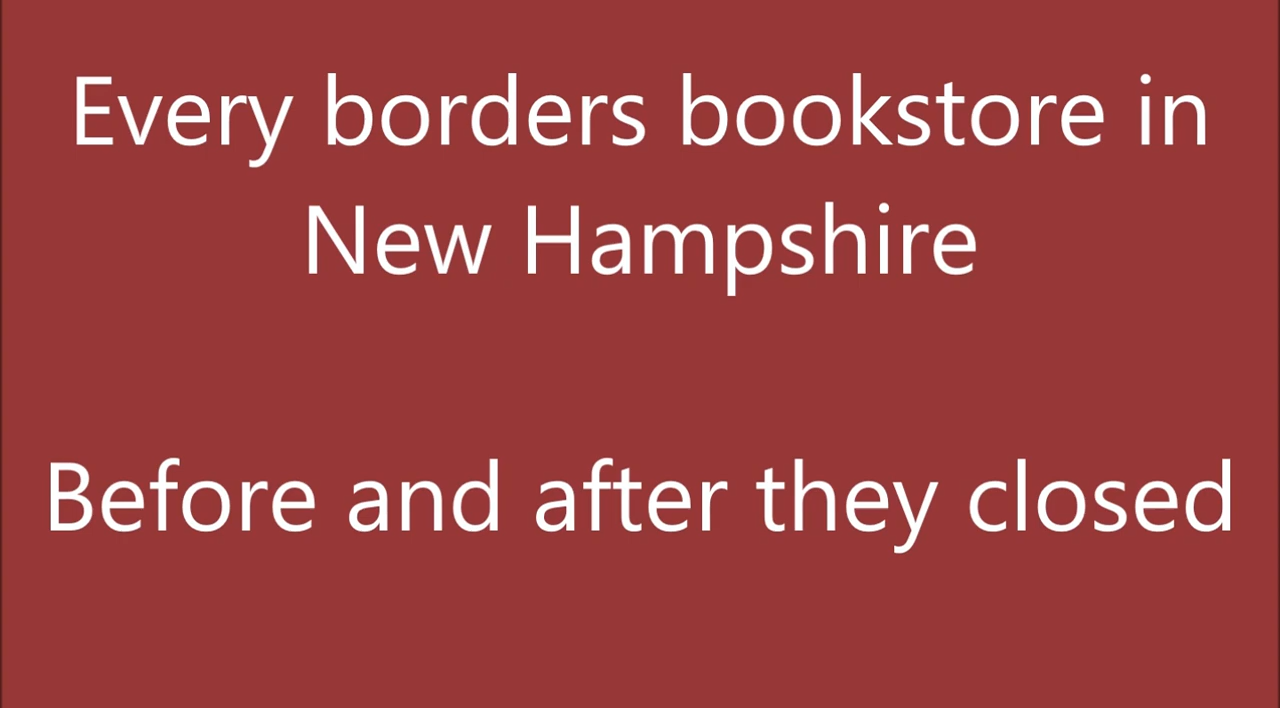 Every borders bookstore in
New Hampshire
Before and after they closed